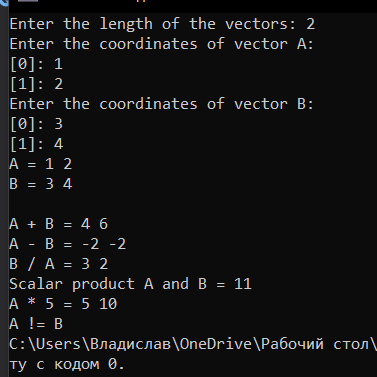 Enter the length of the vectors: 2
Enter the coordinates of vector A:
[0]: 1
[1]: 2
Enter the coordinates of vector B:
[0]: 3
[1]: 4
A = 1 2
B = 3 4
A + B = 4 6
A - B = -2 -2
B / A = 3 2
Scalar product A and B = 11
A * 5 = 5 10
A != B
C:\Users\Владислав\OneDrive\Рабочий стол\
ту с кодом 0.